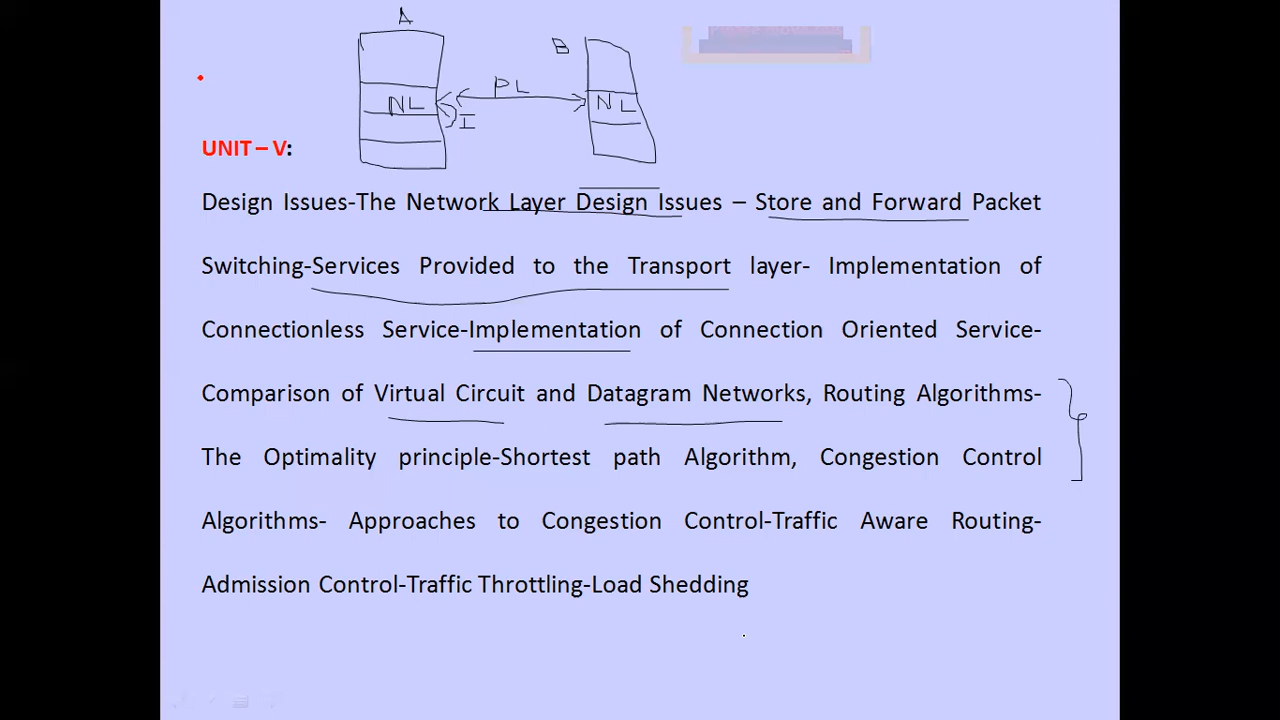 A
B
PL
NL
NL
I
UNIT – V:
Design Issues-The Network Layer Design Issues – Store and Forward Packet
Switching-Services Provided to the Transport layer- Implementation of
Connectionless Service-Implementation of Connection Oriented Service-
Comparison of Virtual Circuit and Datagram Networks, Routing Algorithms-
The Optimality principle-Shortest path Algorithm, Congestion Control
Algorithms- Approaches to Congestion Control-Traffic Aware Routing-
Admission Control-Traffic Throttling-Load Shedding